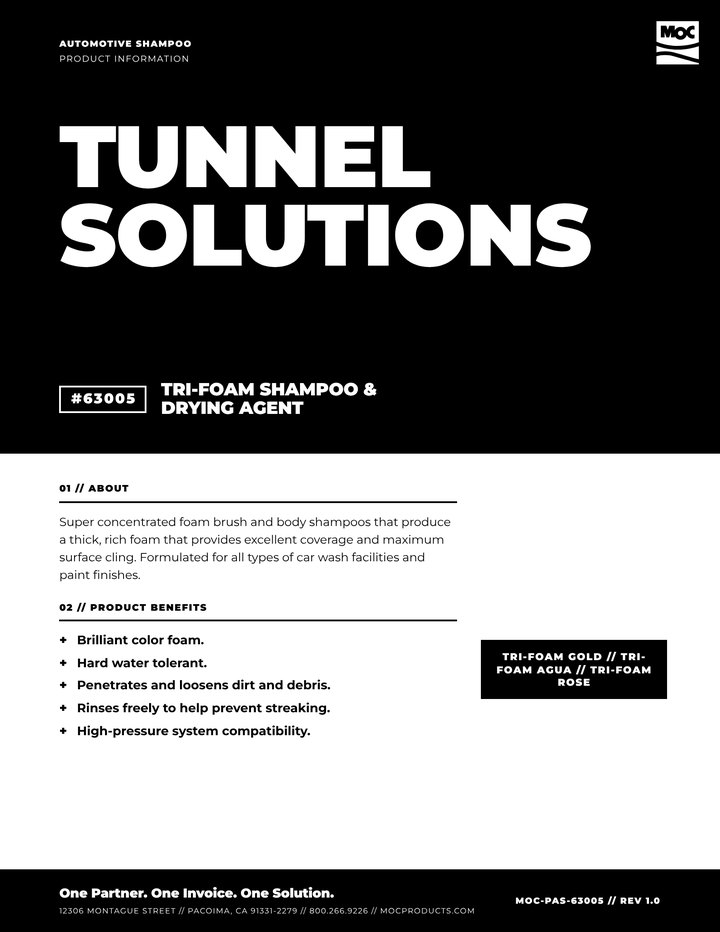 AUTOMOTIVE SHAMPOO
PRODUCT INFORMATION
MOC
TUNNEL
SOLUTIONS
#63005
TRI-FOAM SHAMPOO &
DRYING AGENT
01 // ABOUT
Super concentrated foam brush and body shampoos that produce
a thick, rich foam that provides excellent coverage and maximum
surface cling. Formulated for all types of car wash facilities and
paint finishes.
02 // PRODUCT BENEFITS
+ Brilliant color foam.
+ Hard water tolerant.
+ Penetrates and loosens dirt and debris.
+ Rinses freely to help prevent streaking.
+ High-pressure system compatibility.
TRI-FOAM GOLD // TRI-
FOAM AGUA // TRI-FOAM
ROSE
One Partner. One Invoice. One Solution.
12306 MONTAGUE STREET // PACOIMA, CA 91331-2279 // 800.266.9226 // MOCPRODUCTS.COM
MOC-PAS-63005 // REV 1.0